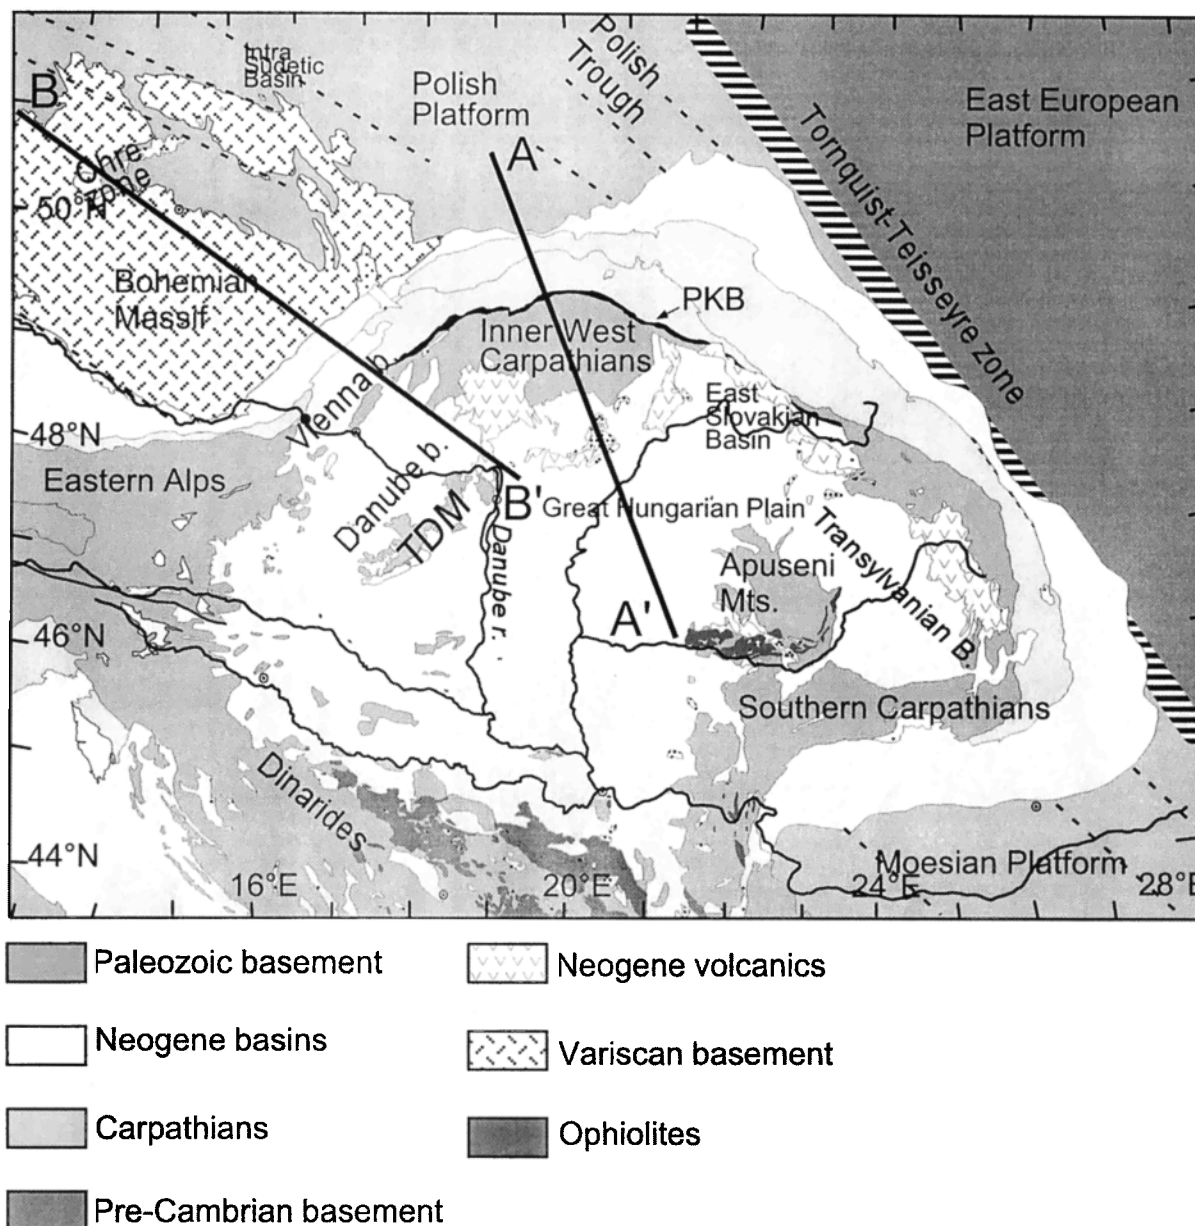 Intra
Sudetic
Basin
Polish
Trough
Polish
Platform
East European
Platform
B
A
Tornquist-Teisseyre zone
Ohre
zone
50°N
Bohemian
Massif
PKB
Inner West
Carpathians
Vienna b.
East
Slovakian
Basin
48°N
Eastern Alps
Danube b.
TDM
B'
Great Hungarian Plain
Danube r.
Transylvanian B.
Apuseni
Mts.
A'
46°N
Southern Carpathians
Dinarides
44°N
Moesian Platform
16°E
20°E
24°E
28°E
Paleozoic basement
Neogene volcanics
Neogene basins
Variscan basement
Carpathians
Ophiolites
Pre-Cambrian basement